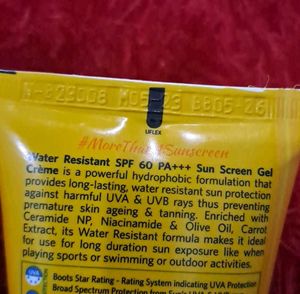 UFLEX
#MoreThanASunscreen
Water Resistant SPF 60 PA+++ Sun Screen Gel
Crème is a powerful hydrophobic formulation that
provides long-lasting, water resistant sun protection
against harmful UVA & UVB rays thus preventing
premature skin ageing & tanning. Enriched with
Ceramide NP, Niacinamide & Olive Oil, Carrot
Extract, its Water Resistant formula makes it ideal
for use for long duration sun exposure like when
playing sports or swimming or outdoor activities.
UVA
Boots Star Rating - Rating System indicating UVA Protection
Broad Spectrum Protection from